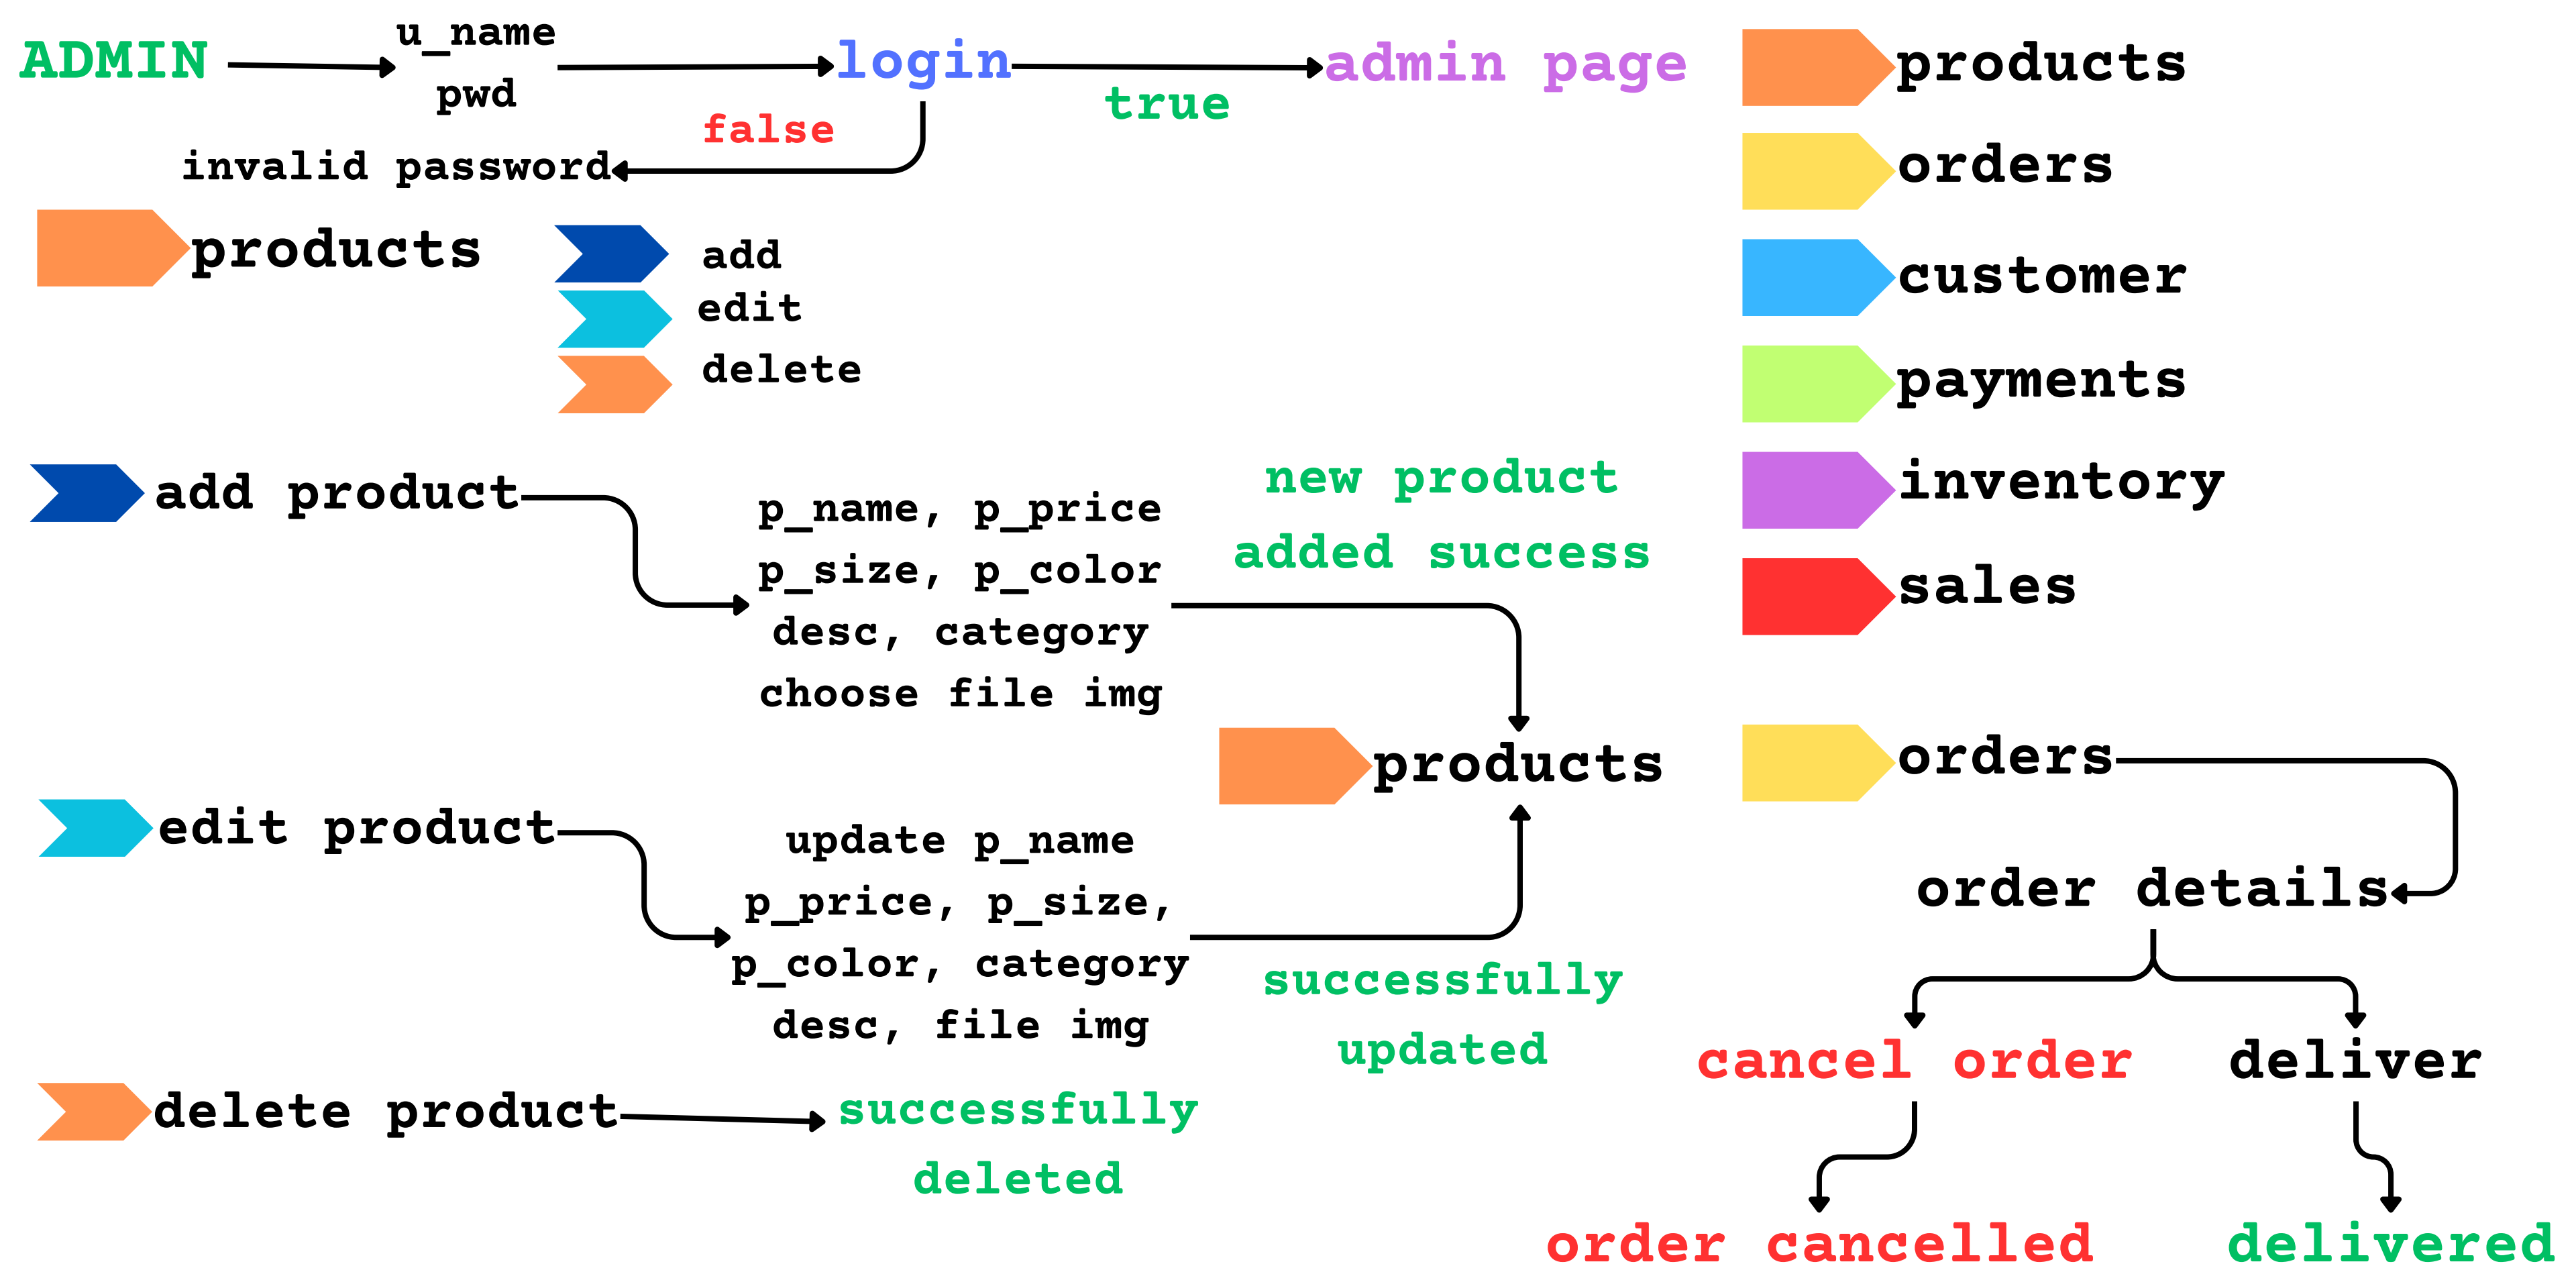 ADMIN
u_name
pwd
login
true
admin page
false
invalid password
products
add
edit
delete
add product
p_name, p_price
p_size, p_color
desc, category
choose file img
new product
added success
products
edit product
update p_name
p_price, p_size,
p_color, category
desc, file img
successfully
updated
delete product
successfully
deleted
products
orders
customer
payments
inventory
sales
orders
order details
cancel order
deliver
order cancelled
delivered